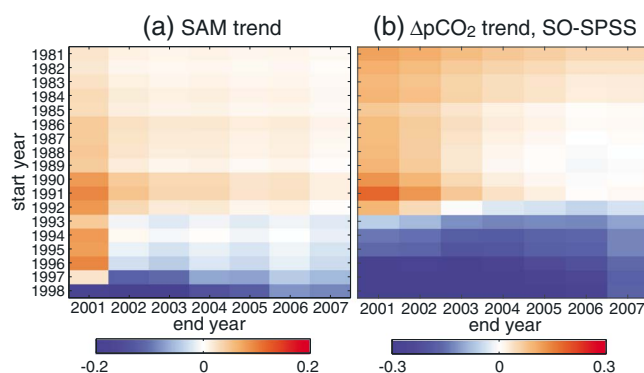 (a) SAM trend
(b) ΔpCO₂ trend, SO-SPSS
start year
1981
1982
1983
1984
1985
1986
1987
1988
1989
1990
1991
1992
1993
1994
1995
1996
1997
1998
2001 2002 2003 2004 2005 2006 2007
2001 2002 2003 2004 2005 2006 2007
end year
end year
-0.2 0 0.2
-0.3 0 0.3